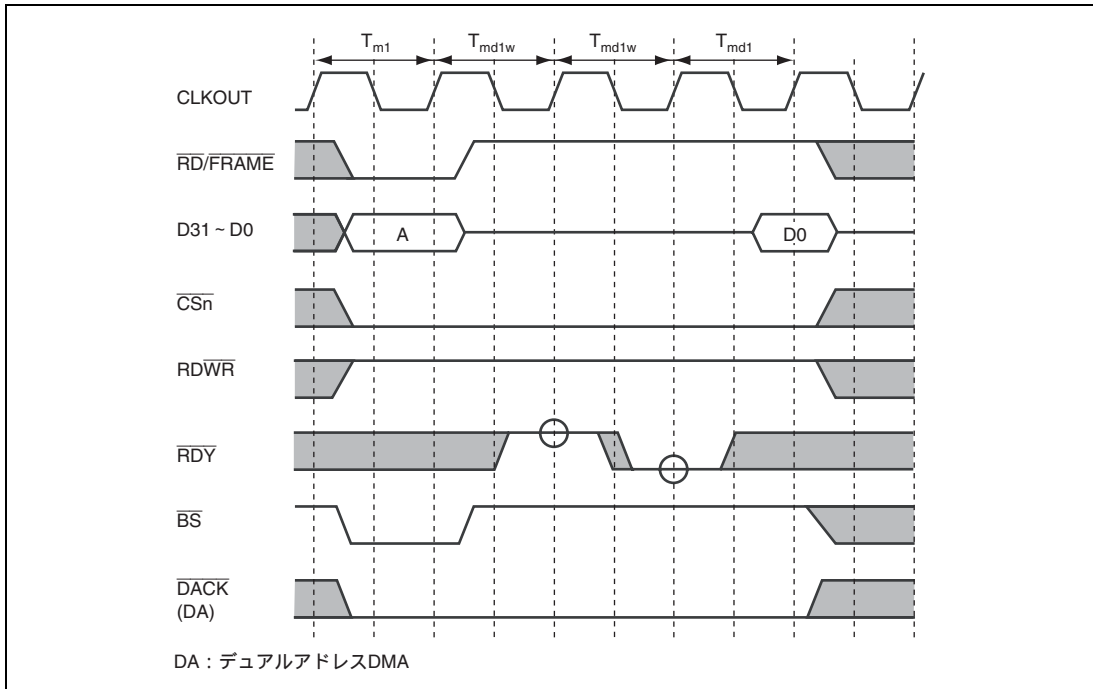 Tm1 Tmd1w Tmd1w Tmd1
CLKOUT
RD/FRAME
D31 ~ D0 A D0
CSn
RDWR
RDY
BS
DACK
(DA)
DA：デュアルアドレスDMA